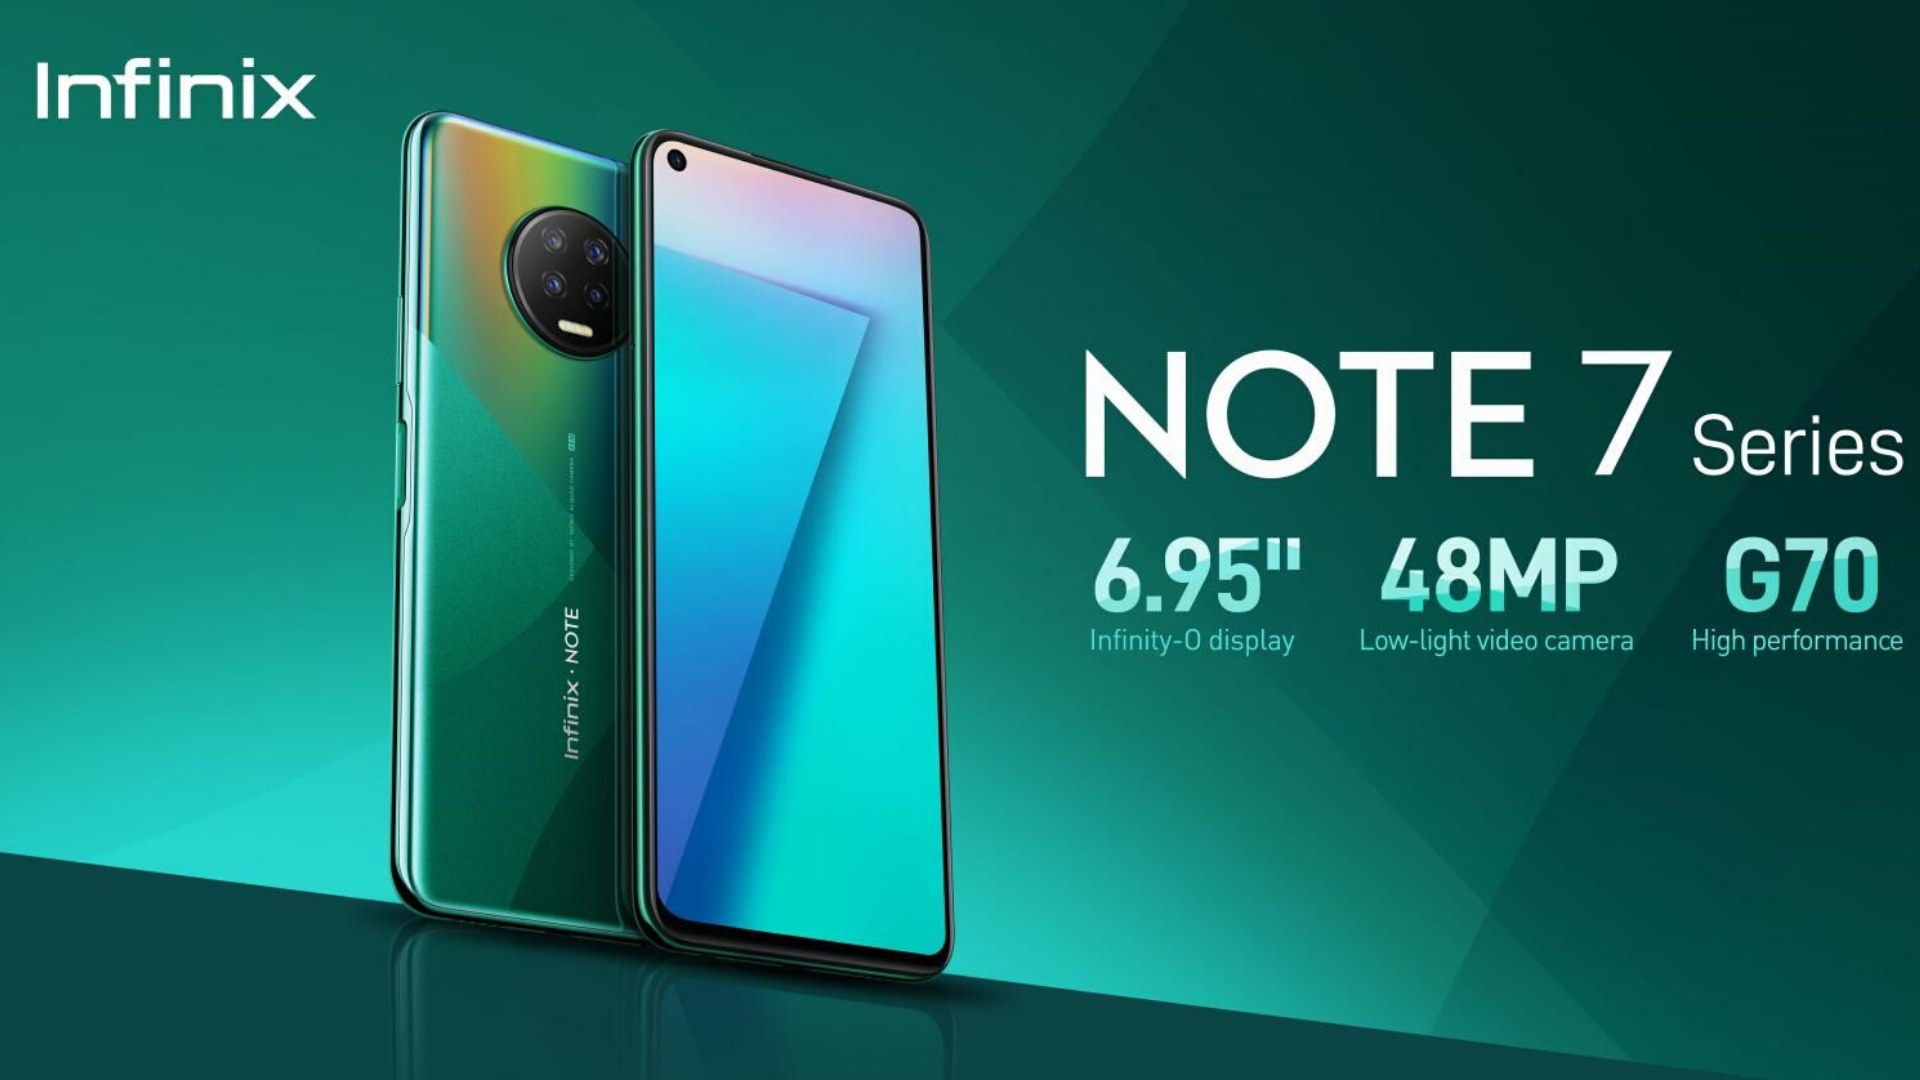 Infinix
NOTE 7 Series
6.95"
Infinity-O display
48MP
Low-light video camera
G70
High performance
Infinix · NOTE